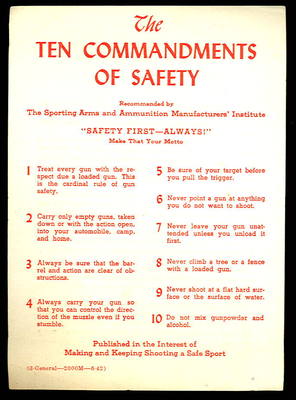 The
TEN COMMANDMENTS
OF SAFETY
Recommended by
The Sporting Arms and Ammunition Manufacturers' Institute
"SAFETY FIRST—ALWAYS!"
Make That Your Motto
1 Treat every gun with the re-
spect due a loaded gun. This
is the cardinal rule of gun
safety.
2 Carry only empty guns, taken
down or with the action open,
into your automobile, camp,
and home.
3 Always be sure that the bar-
rel and action are clear of ob-
structions.
4 Always carry your gun so
that you can control the direc-
tion of the muzzle even if you
stumble.
5 Be sure of your target before
you pull the trigger.
6 Never point a gun at anything
you do not want to shoot.
7 Never leave your gun unat-
tended unless you unload it
first.
8 Never climb a tree or a fence
with a loaded gun.
9 Never shoot at a flat hard sur-
face or the surface of water.
10 Do not mix gunpowder and
alcohol.
Published in the Interest of
Making and Keeping Shooting a Safe Sport
(2-General—2000M—6-42)